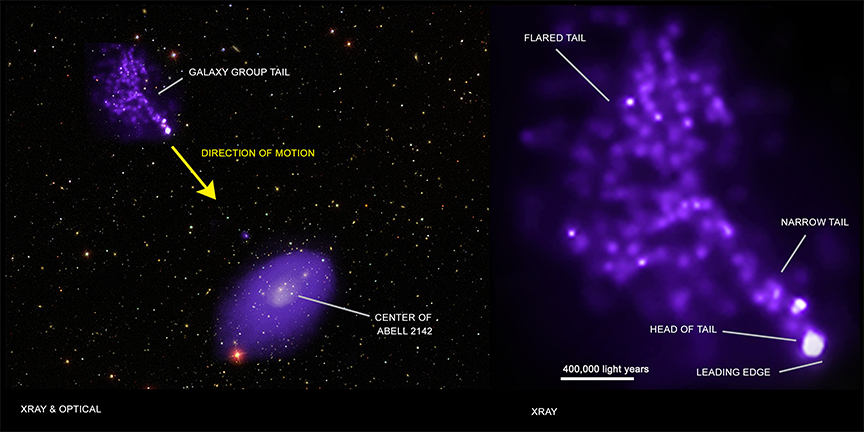 GALAXY GROUP TAIL
DIRECTION OF MOTION
CENTER OF
ABELL 2142
XRAY & OPTICAL
FLARED TAIL
NARROW TAIL
HEAD OF TAIL
LEADING EDGE
400,000 light years
XRAY